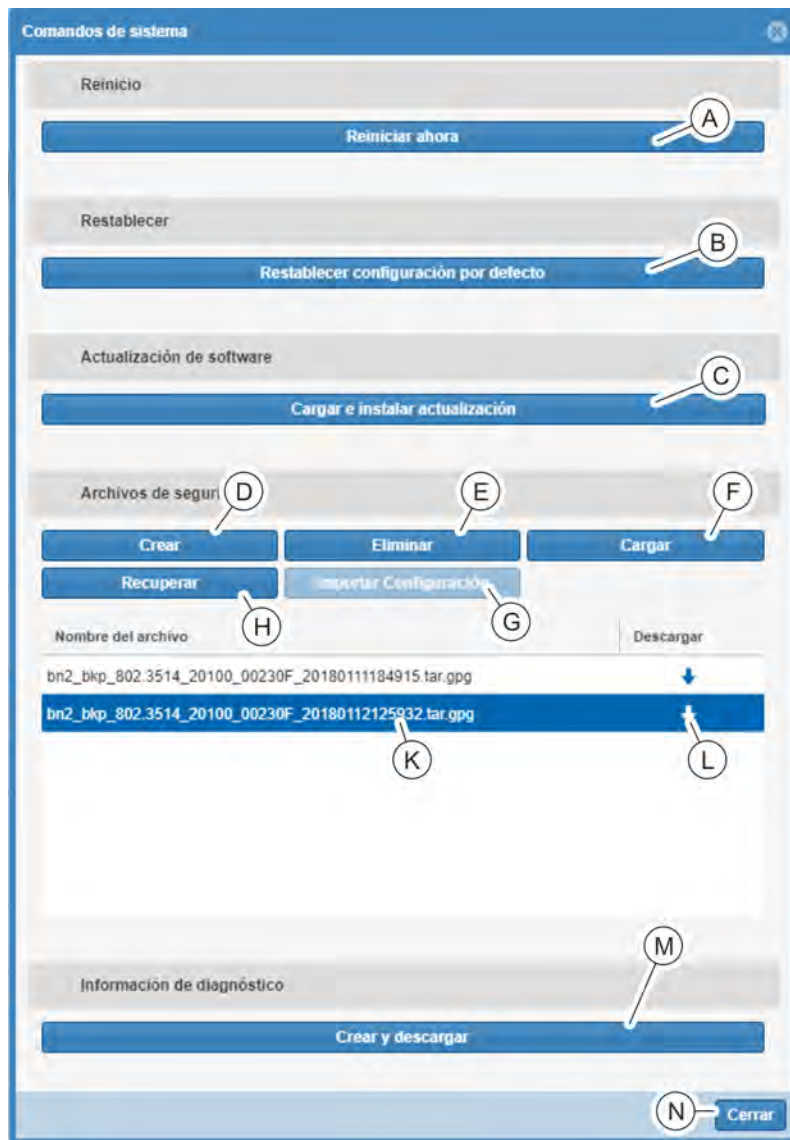 Comandos de sistema
Reinicio
A
Reiniciar ahora
Restablecer
B
Restablecer configuración por defecto
Actualización de software
C
Cargar e instalar actualización
Archivos de seguri
D
E
F
Crear Eliminar Cargar
Recuperar Importar Configuración
H
G
Nombre del archivo Descargar
bn2_bkp_802.3514_20100_00230F_20180111184915.tar.gpg
bn2_bkp_802.3514_20100_00230F_20180112125932.tar.gpg
K
L
M
Información de diagnóstico
Crear y descargar
N
Cerrar